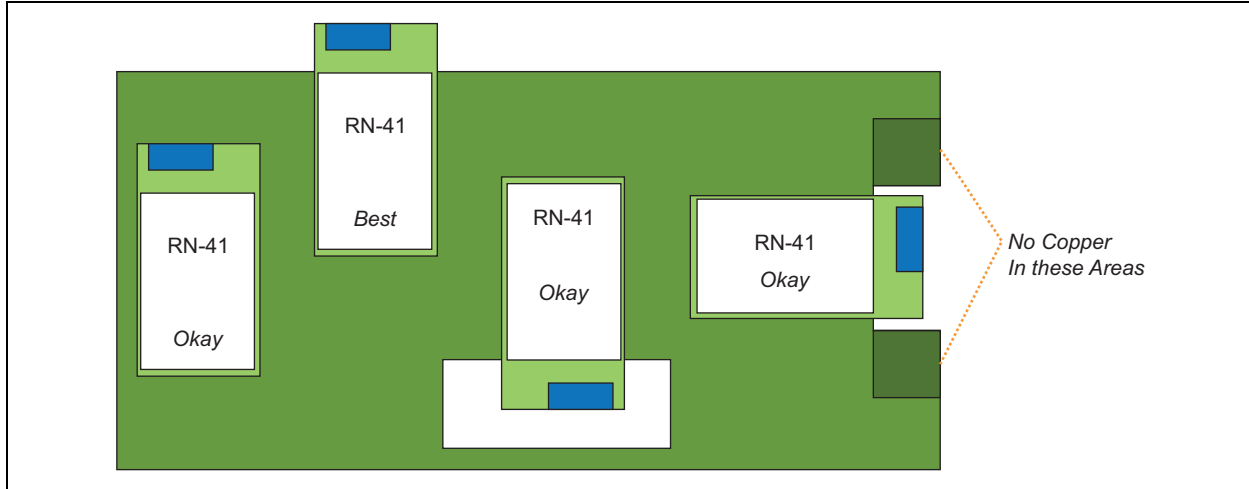 RN-41
Best
RN-41
Okay
RN-41
Okay
RN-41
Okay
No Copper
In these Areas